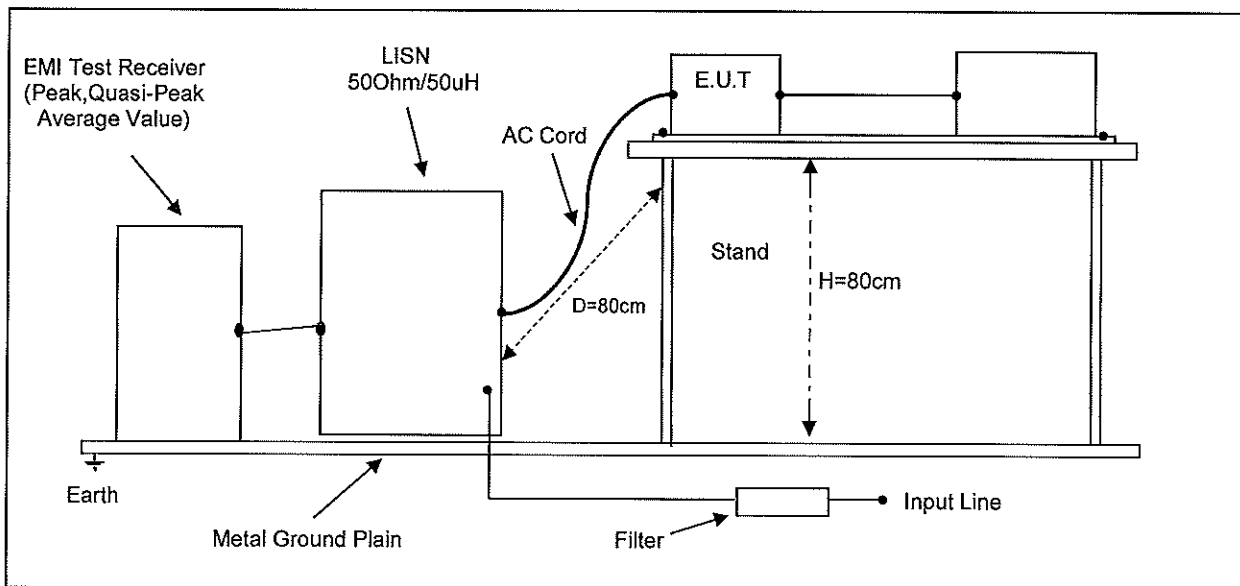 EMI Test Receiver
(Peak,Quasi-Peak
Average Value)
LISN
50Ohm/50uH
AC Cord
E.U.T
D=80cm
Stand
H=80cm
Earth
Metal Ground Plain
Filter
Input Line